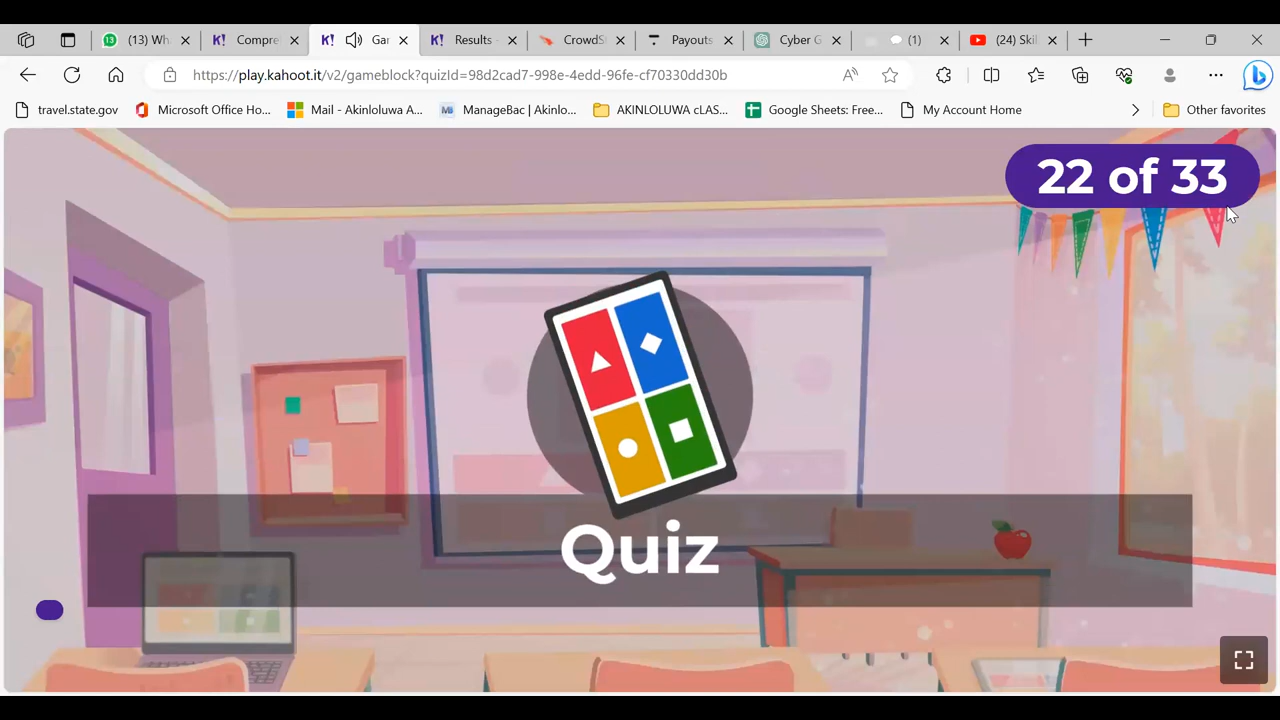 (13) Wh
Compre
Gar
Results -
CrowdS
Payouts
Cybe G
(1)
(24) Skil
https://play.kahoot.it/v2/gameblock?quizId=98d2cad7-998e-4edd-96fe-cf70330dd30b
travel.state.gov
Microsoft Office Ho...
Mail - Akinloluwa A...
ManageBac | Akinlo...
AKINLOLUWA cLAS...
Google Sheets: Free...
My Account Home
Other favorites
22 of 33
Quiz